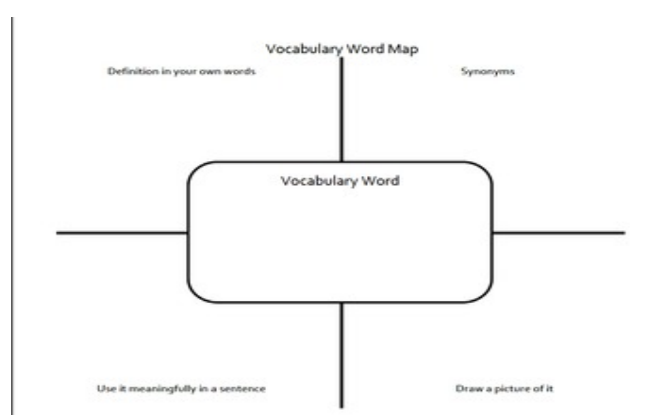 Vocabulary Word Map
Definition in your own words
Synonyms
Vocabulary Word
Use it meaningfully in a sentence
Draw a picture of it